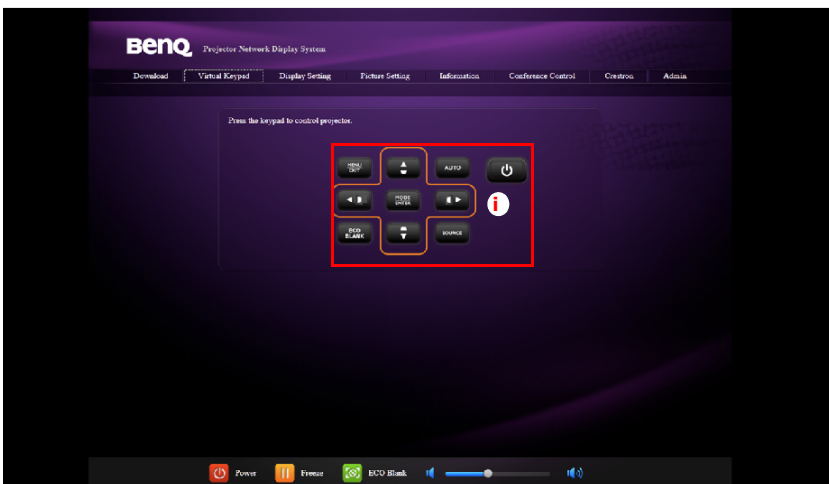 BenQ Projector Network Display System
Download Virtual Keypad Display Setting Picture Setting Information Conference Control Crestron Admin
Press the keypad to control projector.
MENU
EXIT
AUTO
MODE
ENTER
i
ECO
BLANK
SOURCE
Power Freeze ECO Blank